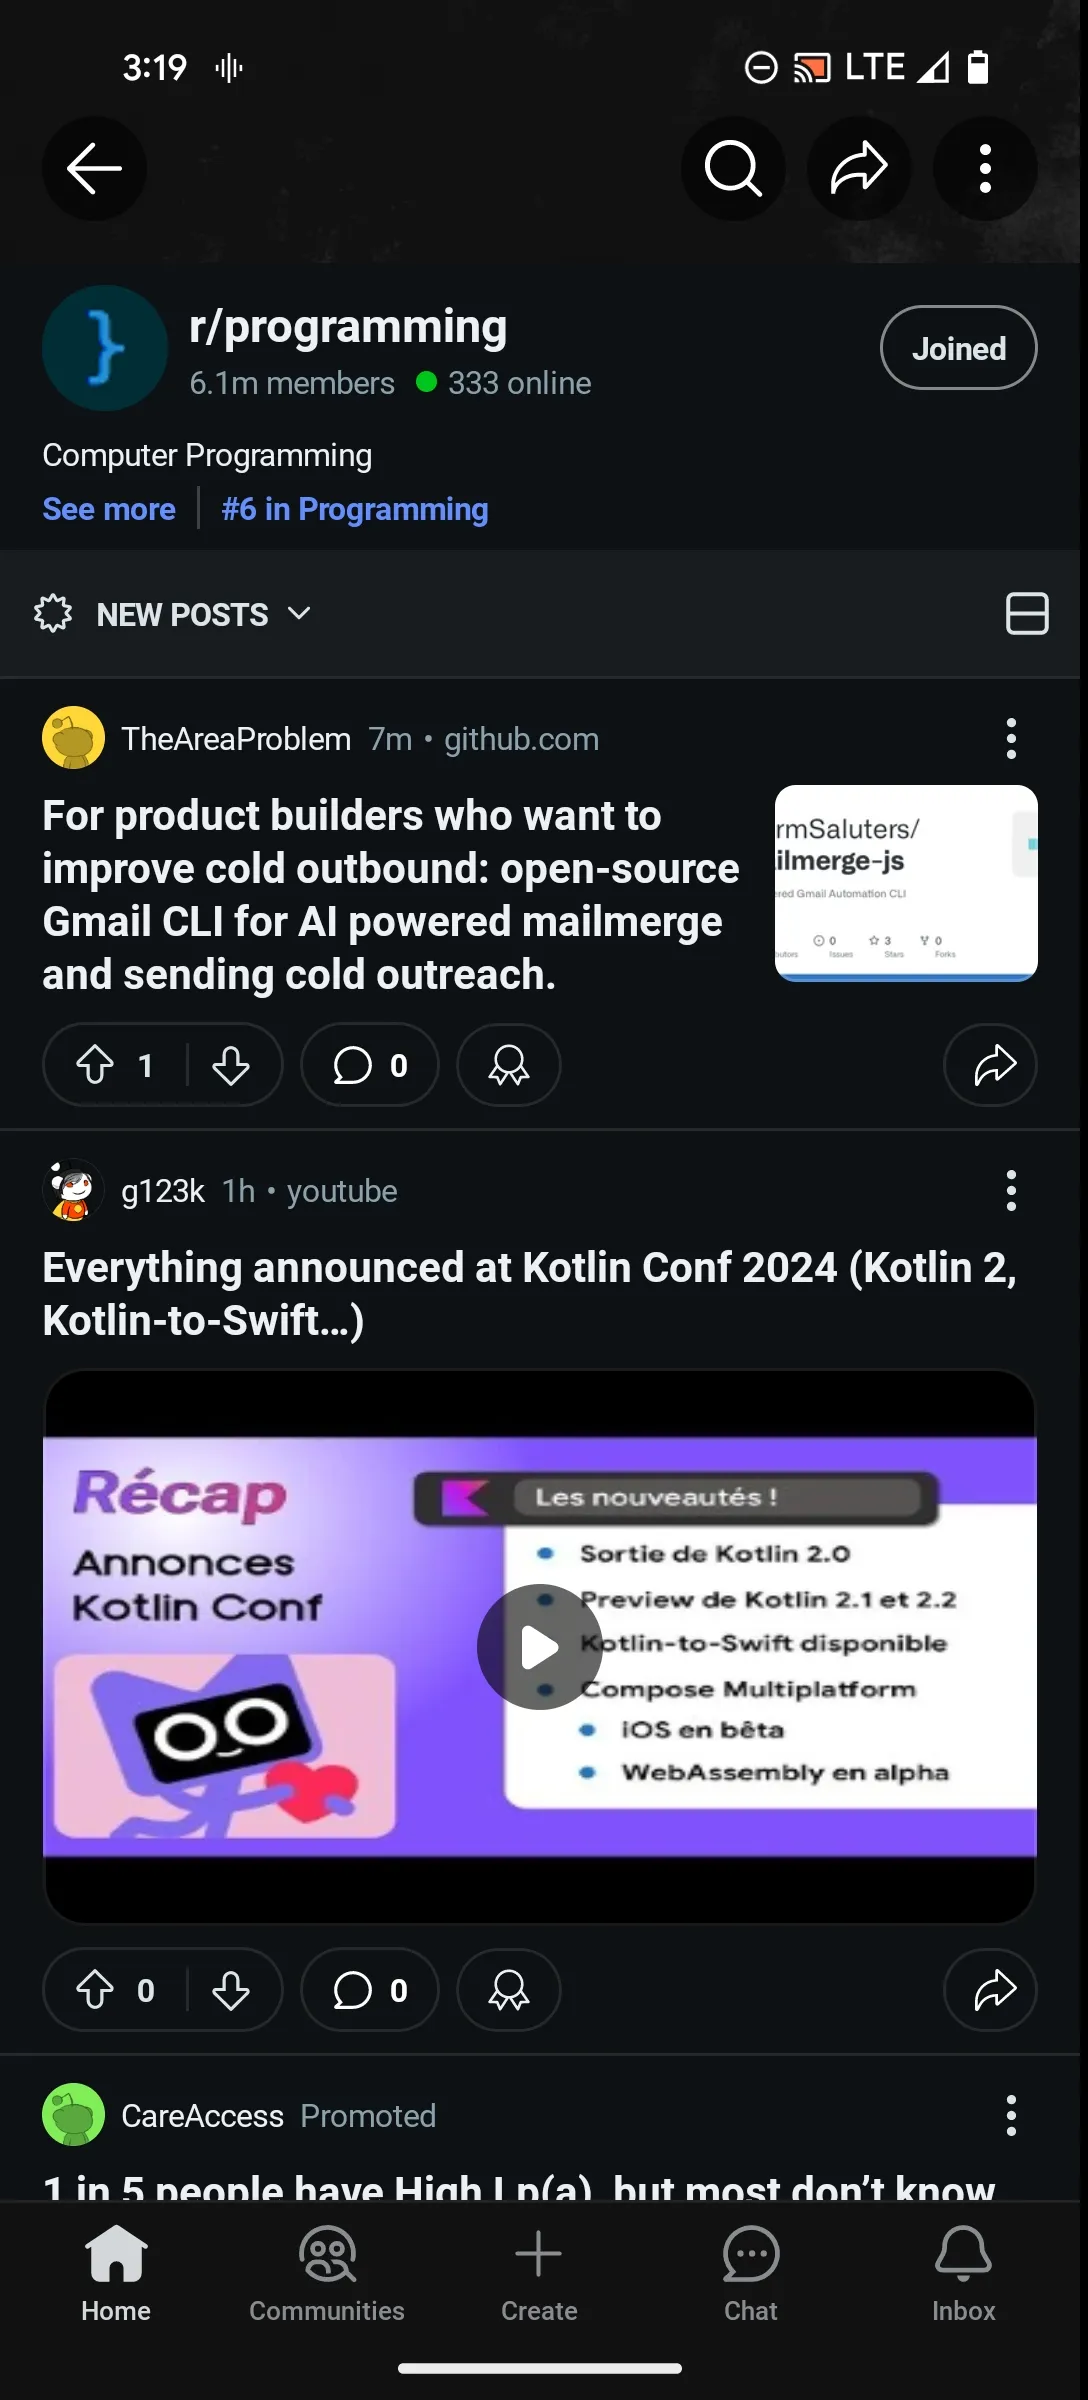 3:19
LTE
r/programming
6.1m members 333 online
Joined
Computer Programming
See more
#6 in Programming
NEW POSTS
TheAreaProblem 7m • github.com
For product builders who want to
improve cold outbound: open-source
Gmail CLI for AI powered mailmerge
and sending cold outreach.
rmSaluters/
ilmerge-js
ered Gmail Automation CLI
0 3 0
utors Issues Stars Forks
1
0
g123k 1h • youtube
Everything announced at Kotlin Conf 2024 (Kotlin 2,
Kotlin-to-Swift...)
Récap
Annonces
Kotlin Conf
Les nouveautés !
• Sortie de Kotlin 2.0
• Preview de Kotlin 2.1 et 2.2
Kotlin-to-Swift disponible
• Compose Multiplatform
• iOS en bêta
• WebAssembly en alpha
0
0
CareAccess Promoted
1 in 5 people have High Lp(a), but most don’t know
Home
Communities
Create
Chat
Inbox